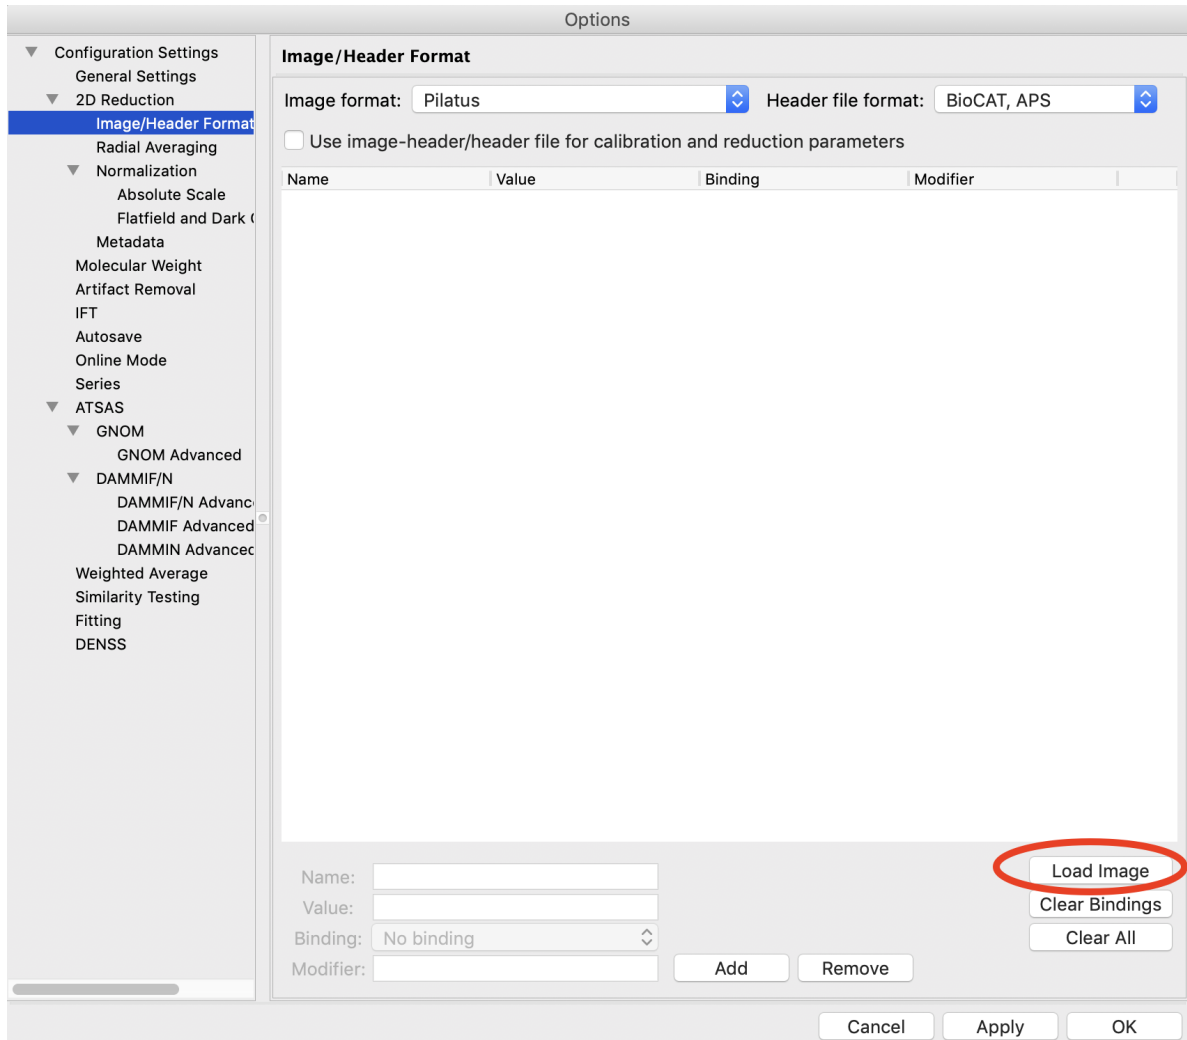 Options
Configuration Settings
General Settings
2D Reduction
Image/Header Format
Radial Averaging
Normalization
Absolute Scale
Flatfield and Dark
Metadata
Molecular Weight
Artifact Removal
IFT
Autosave
Online Mode
Series
ATSAS
GNOM
GNOM Advanced
DAMMIF/N
DAMMIF/N Advanc
DAMMIF Advanced
DAMMIN Advanced
Weighted Average
Similarity Testing
Fitting
DENSS
Image/Header Format
Image format: Pilatus Header file format: BioCAT, APS
Use image-header/header file for calibration and reduction parameters
Name Value Binding Modifier
Name:
Value:
Binding: No binding
Modifier:
Add Remove
Load Image
Clear Bindings
Clear All
Cancel Apply OK